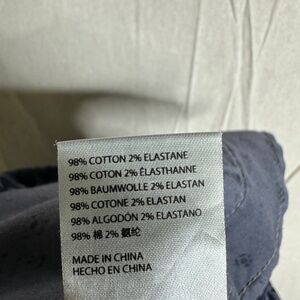 98% COTTON 2% ELASTANE
98% COTON 2% ÉLASTHANNE
98% BAUMWOLLE 2% ELASTAN
98% COTONE 2% ELASTAN
98% ALGODÓN 2% ELASTANO
98% 棉 2% 氨纶
MADE IN CHINA
HECHO EN CHINA